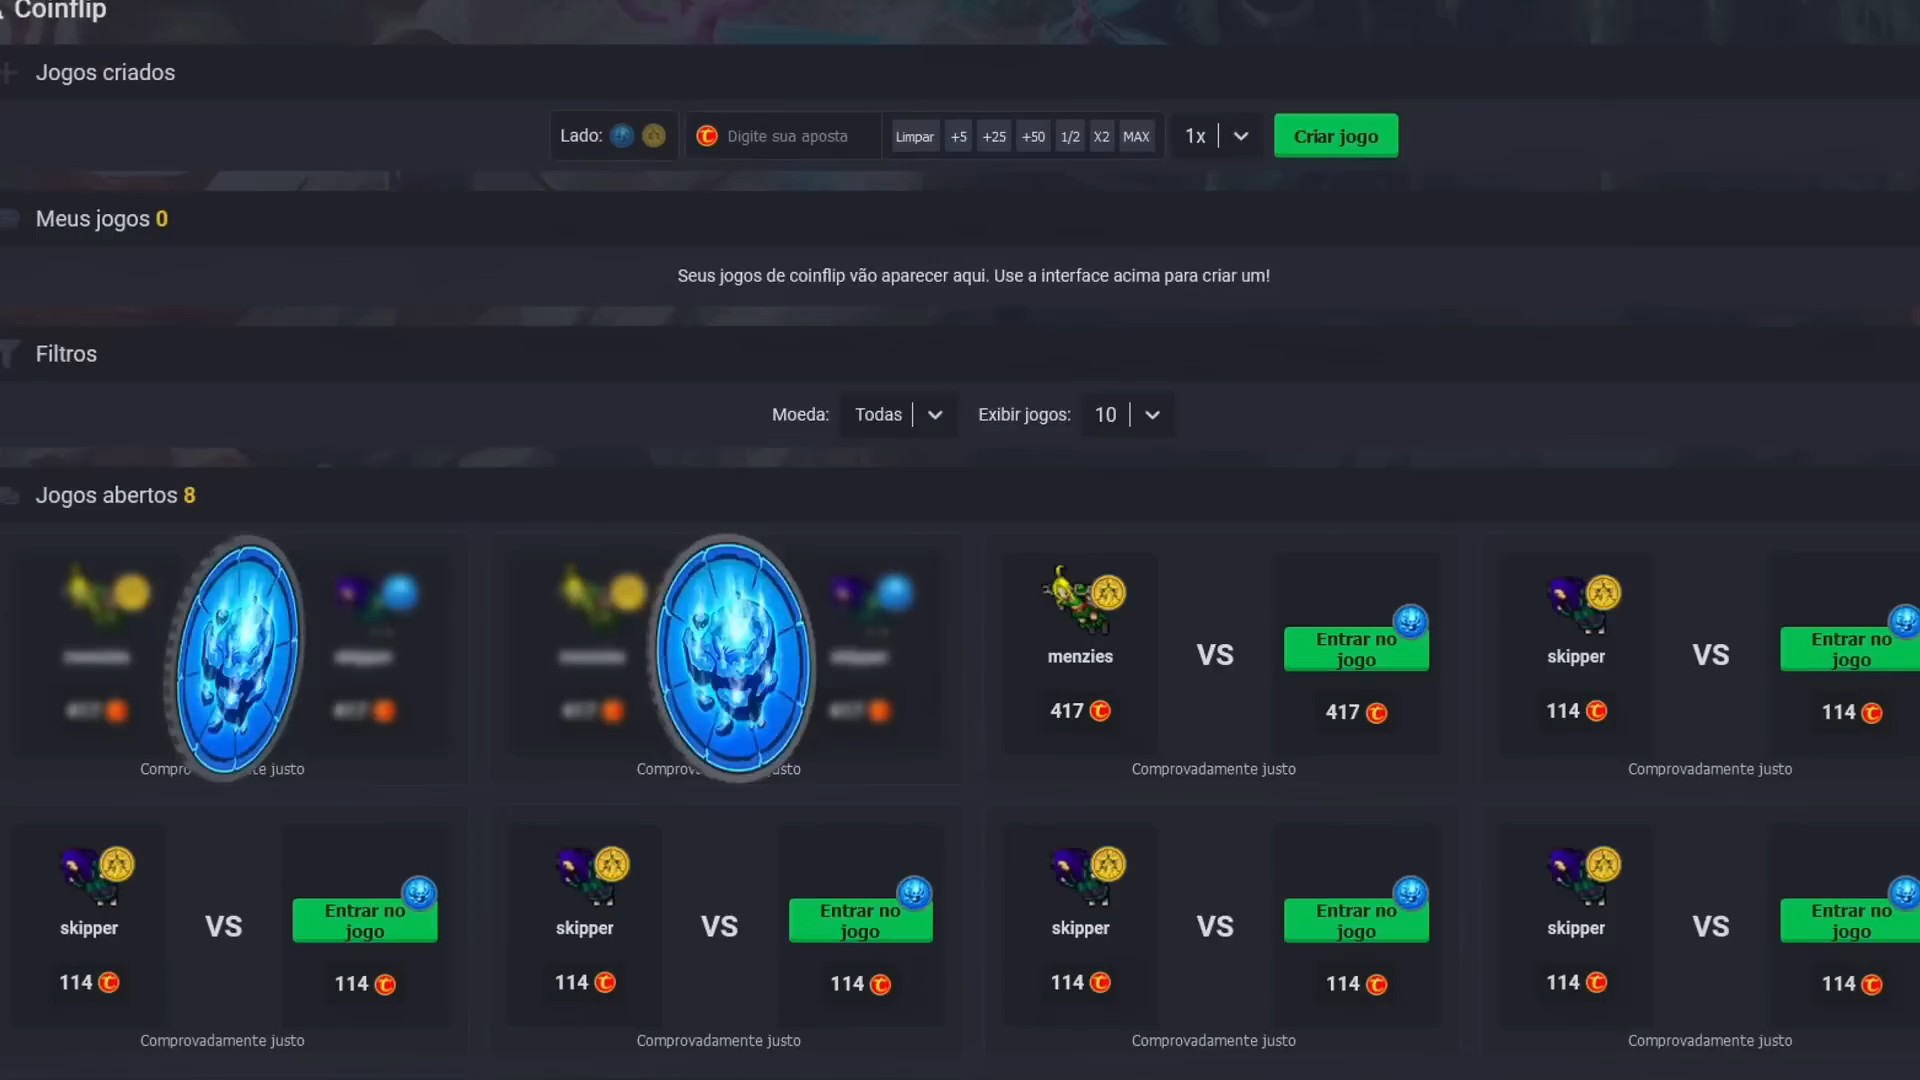 Coinflip
Jogos criados
Lado: Digite sua aposta Limpar +5 +25 +50 1/2 X2 MAX 1x Criar jogo
Meus jogos 0
Seus jogos de coinflip vão aparecer aqui. Use a interface acima para criar um!
Filtros
Moeda: Todas Exibir jogos: 10
Jogos abertos 8
menzies VS Entrar no jogo
417 417
skipper VS Entrar no jogo
114 114
justo
Comprovadamente justo
Comprovadamente justo
skipper VS Entrar no jogo
114 114
skipper VS Entrar no jogo
114 114
skipper VS Entrar no jogo
114 114
skipper VS Entrar no jogo
114 114
Comprovadamente justo
Comprovadamente justo
Comprovadamente justo
Comprovadamente justo